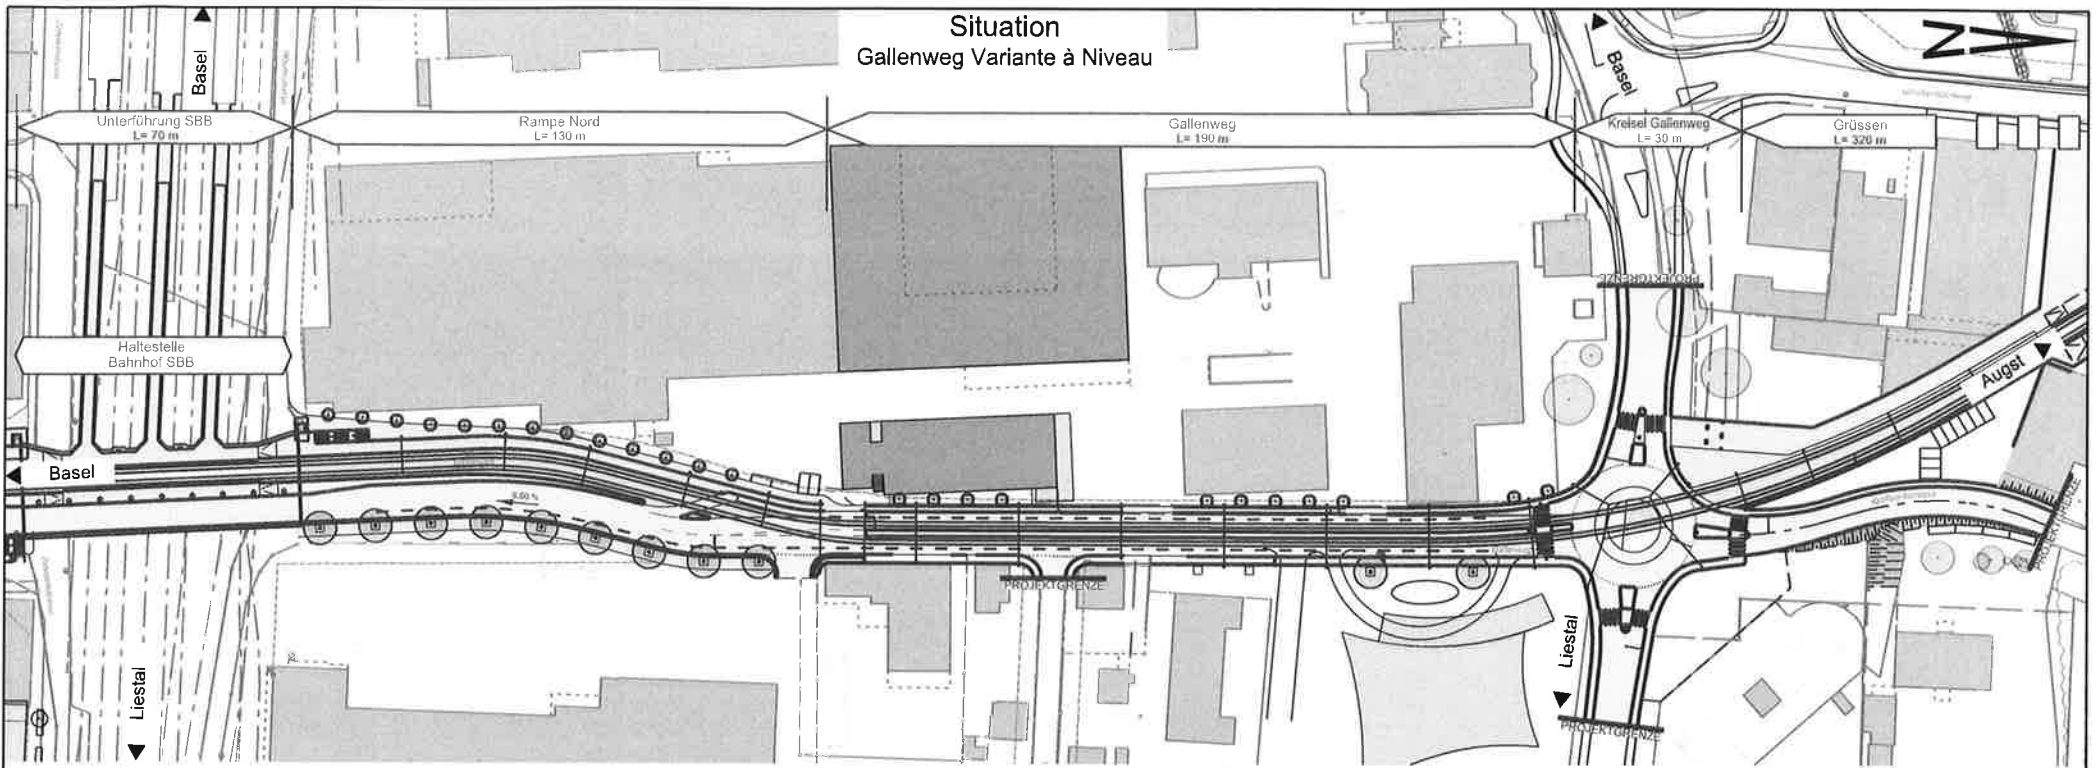 Situation
Gallenweg Variante à Niveau
Basel
Basel
N
Unterführung SBB
L= 70 m
Rampe Nord
L= 130 m
Gallenweg
L= 190 m
Kreisel Gallenweg
L= 30 m
Grüssen
L= 320 m
PROJEKTGRENZE
Haltestelle
Bahnhof SBB
Augst
Basel
PROJEKTGRENZE
PROJEKTGRENZE
Liestal
Liestal
PROJEKTGRENZE